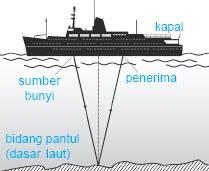 kapal
sumber
bunyi
penerima
bidang pantul
(dasar laut)